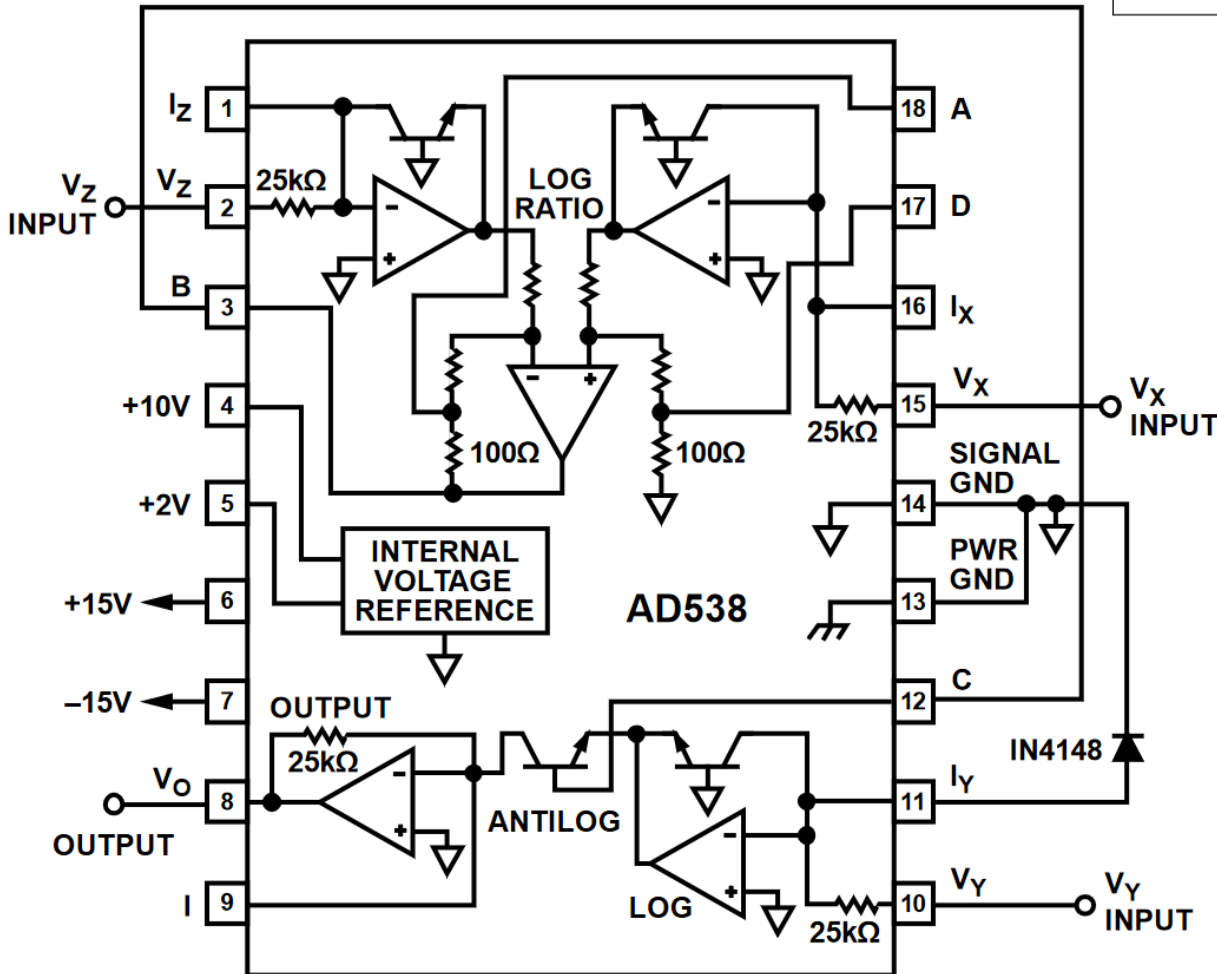 I_Z
1
V_Z
INPUT
V_Z
2
25kΩ
B
3
+10V
4
+2V
5
+15V
6
–15V
7
V_O
8
OUTPUT
I
9
LOG
RATIO
100Ω
100Ω
INTERNAL
VOLTAGE
REFERENCE
AD538
OUTPUT
25kΩ
ANTILOG
LOG
25kΩ
25kΩ
18
A
17
D
16
I_X
15
V_X
V_X
INPUT
SIGNAL
GND
14
PWR
GND
13
C
12
IN4148
I_Y
11
V_Y
10
V_Y
INPUT